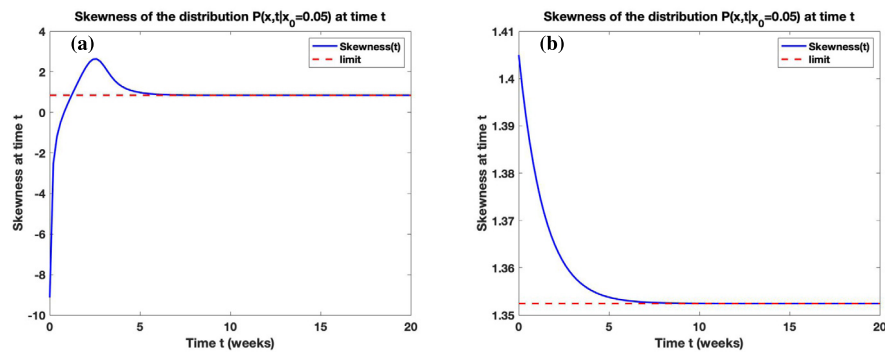 Skewness of the distribution P(x,t|x0=0.05) at time t
(a)
Skewness(t)
limit
4
2
0
-2
-4
-6
-8
-10
Skewness at time t
0 5 10 15 20
Time t (weeks)
Skewness of the distribution P(x,t|x0=0.05) at time t
(b)
Skewness(t)
limit
1.41
1.4
1.39
1.38
1.37
1.36
1.35
Skewness at time t
0 5 10 15 20
Time t (weeks)